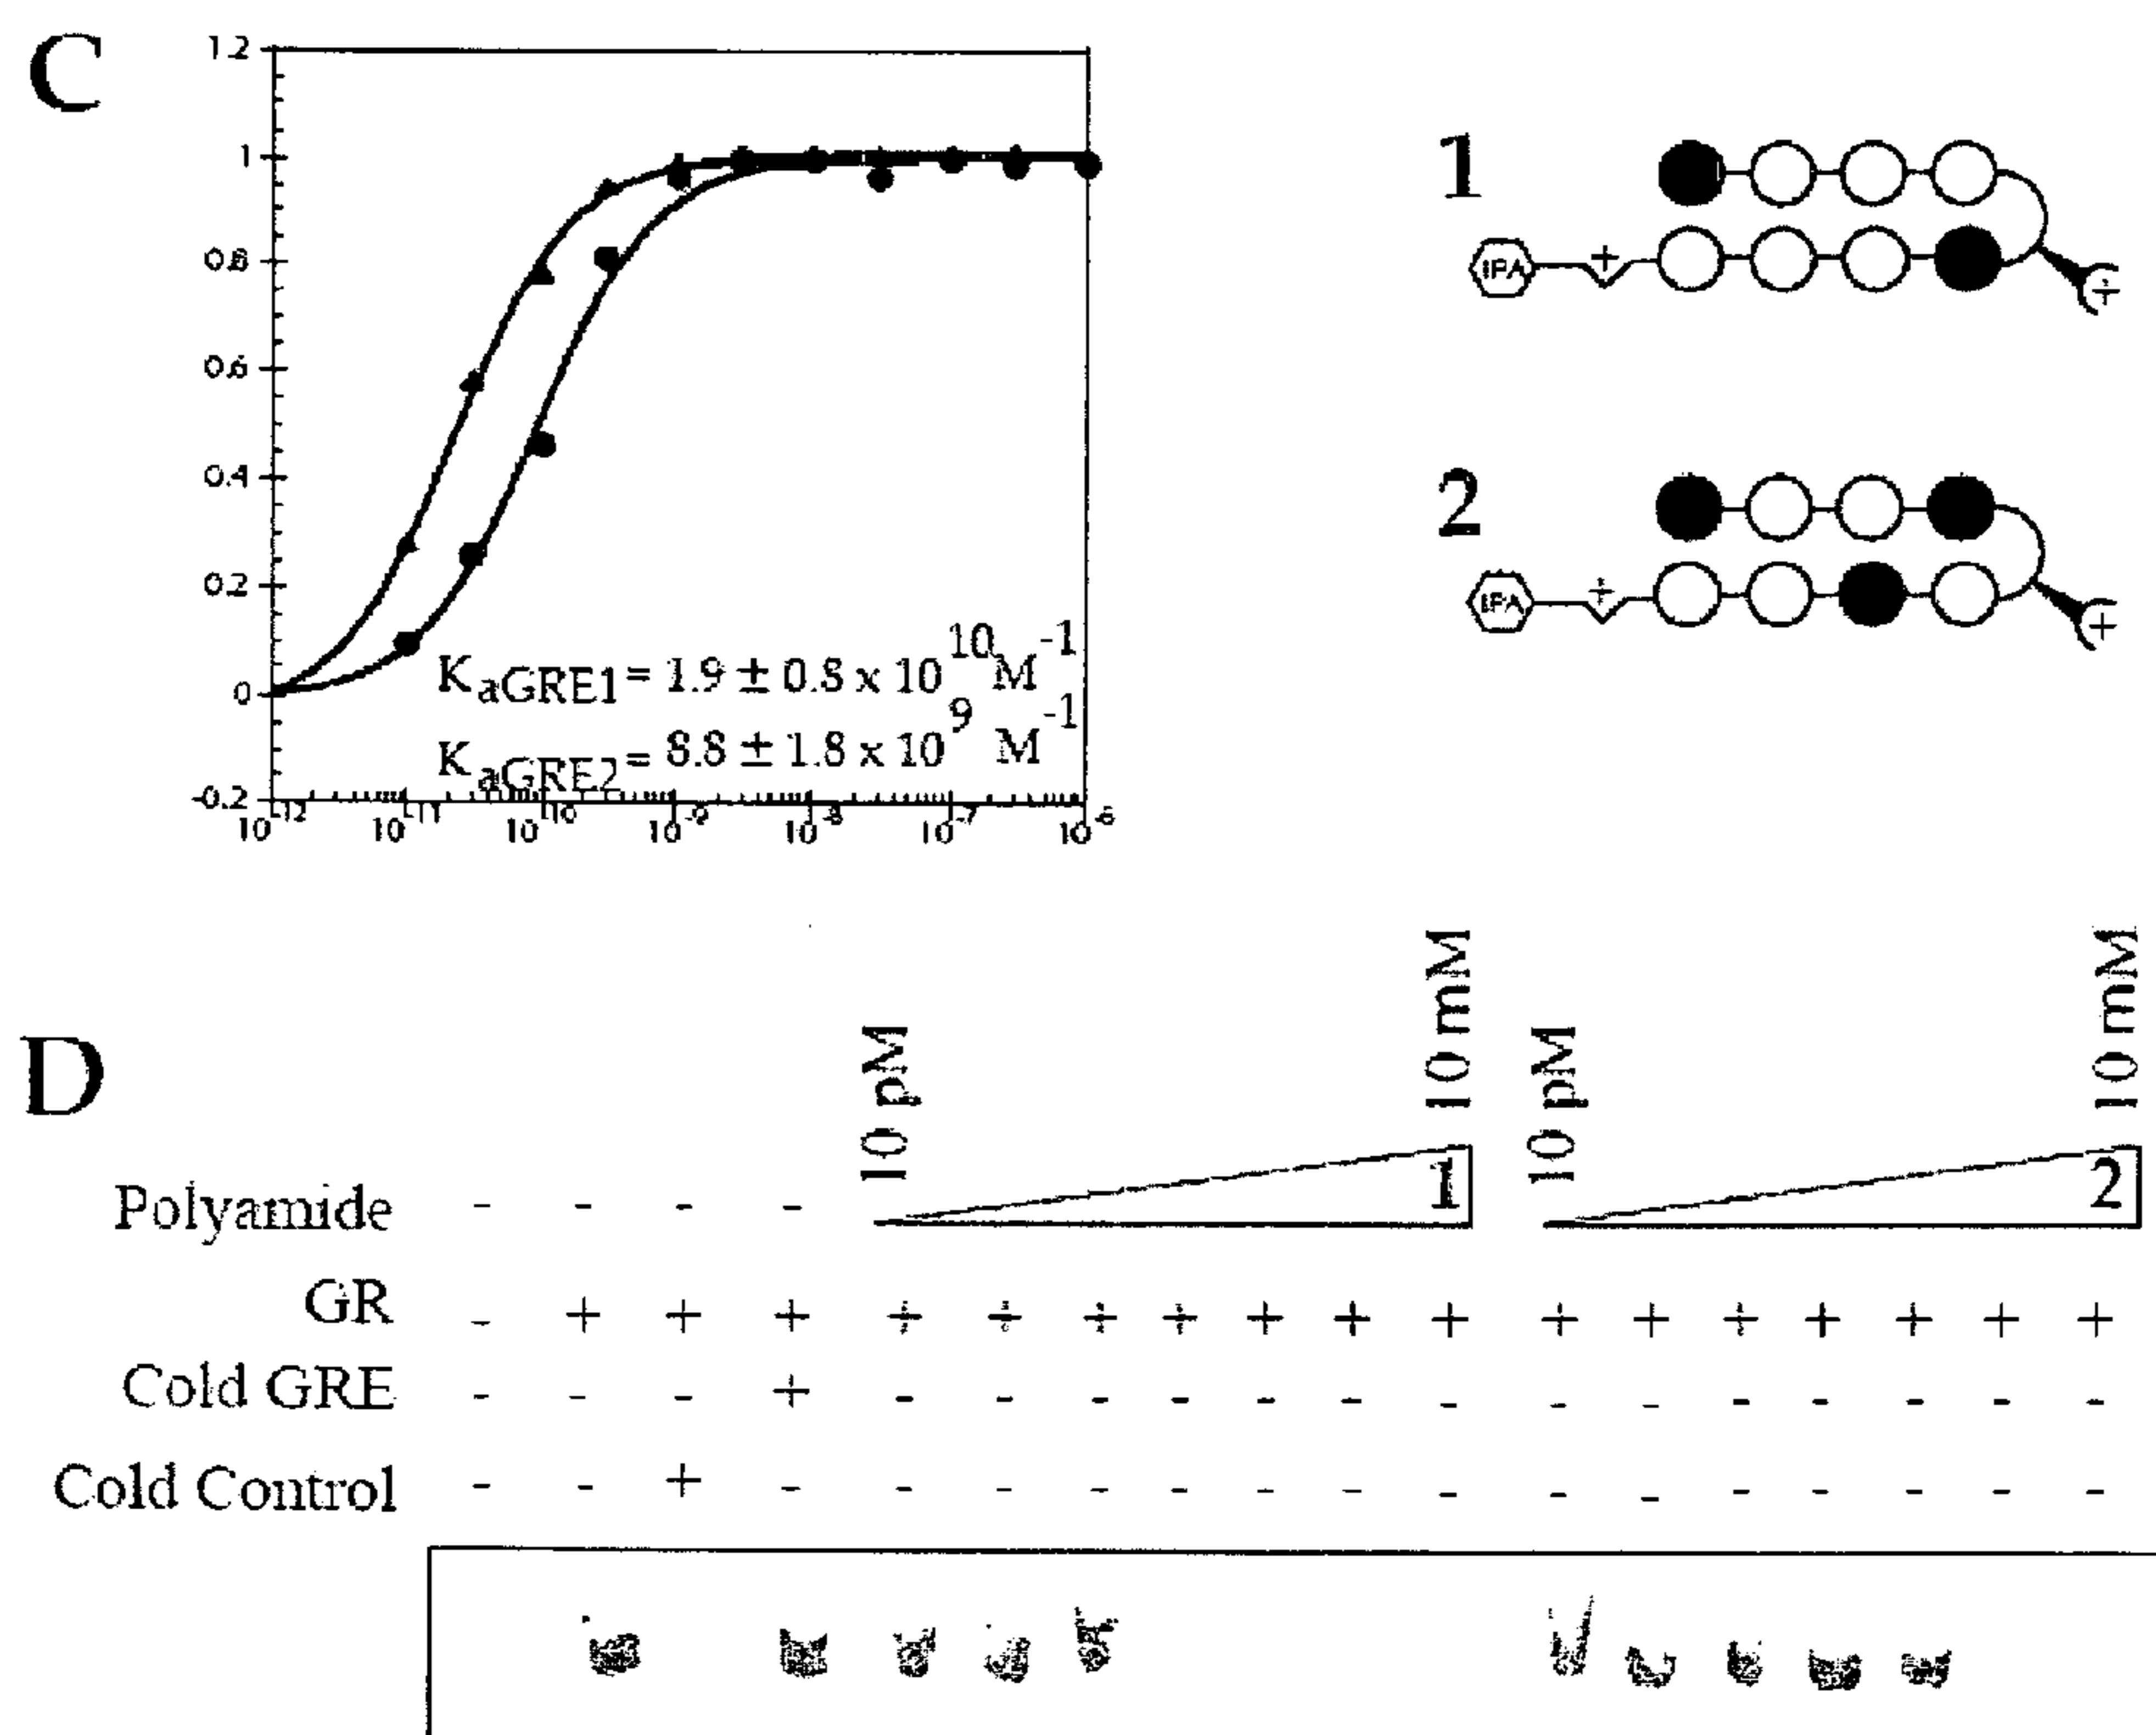 C
1.2
1
0.8
0.6
0.4
0.2
0
-0.2
10^-12 10^-11 10^-10 10^-9 10^-8 10^-7 10^-6
K aGRE1 = 1.9 ± 0.8 x 10^10 M^-1
K aGRE2 = 8.8 ± 1.8 x 10^9 M^-1
1
IPA + +
2
IPA + +
D
10 pM 10 mM 10 pM 10 mM
Polyamide - - - - 1 2
GR - + + + + + + + + + + + + + + + + +
Cold GRE - - - + - - - - - - - - - - - - - -
Cold Control - - + - - - - - - - - - - - - - - -